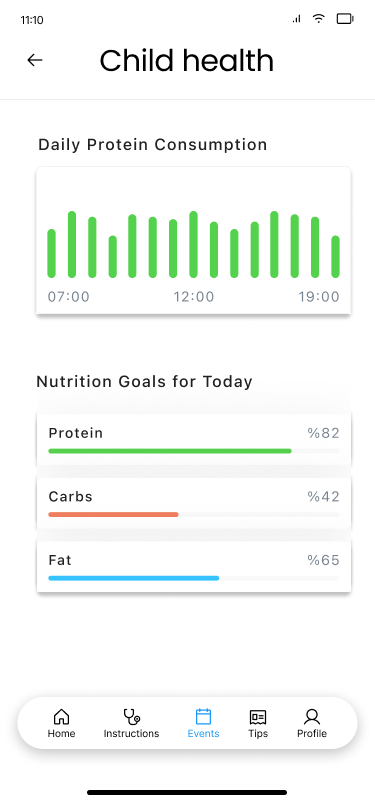 11:10
Child health
Daily Protein Consumption
07:00 12:00 19:00
Nutrition Goals for Today
Protein %82
Carbs %42
Fat %65
Home Instructions Events Tips Profile